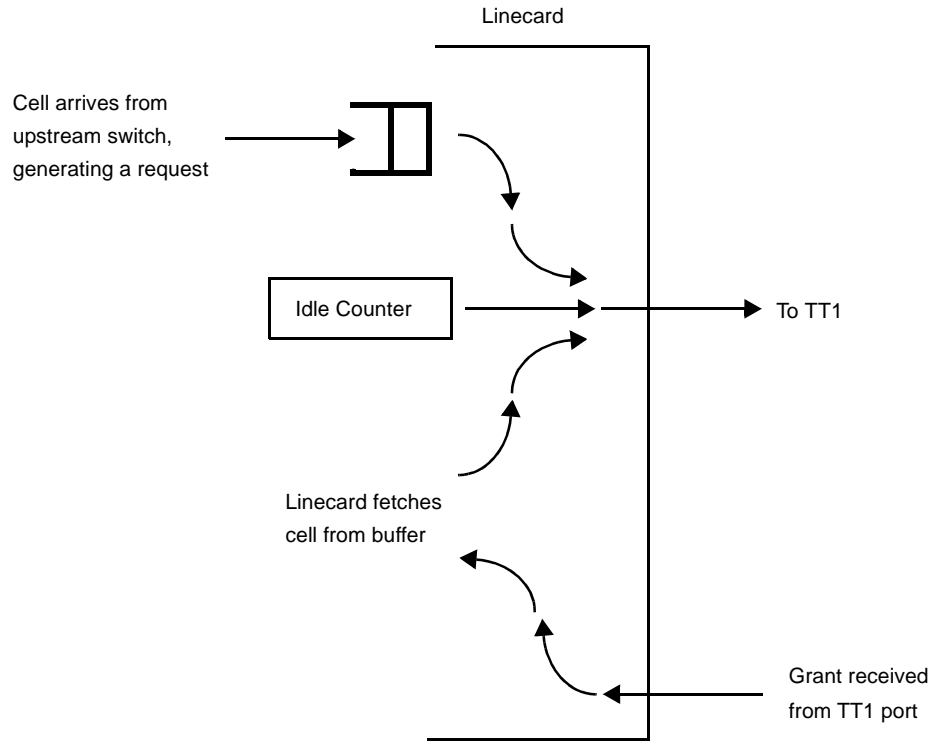 Linecard
Cell arrives from
upstream switch,
generating a request
Idle Counter
To TT1
Linecard fetches
cell from buffer
Grant received
from TT1 port